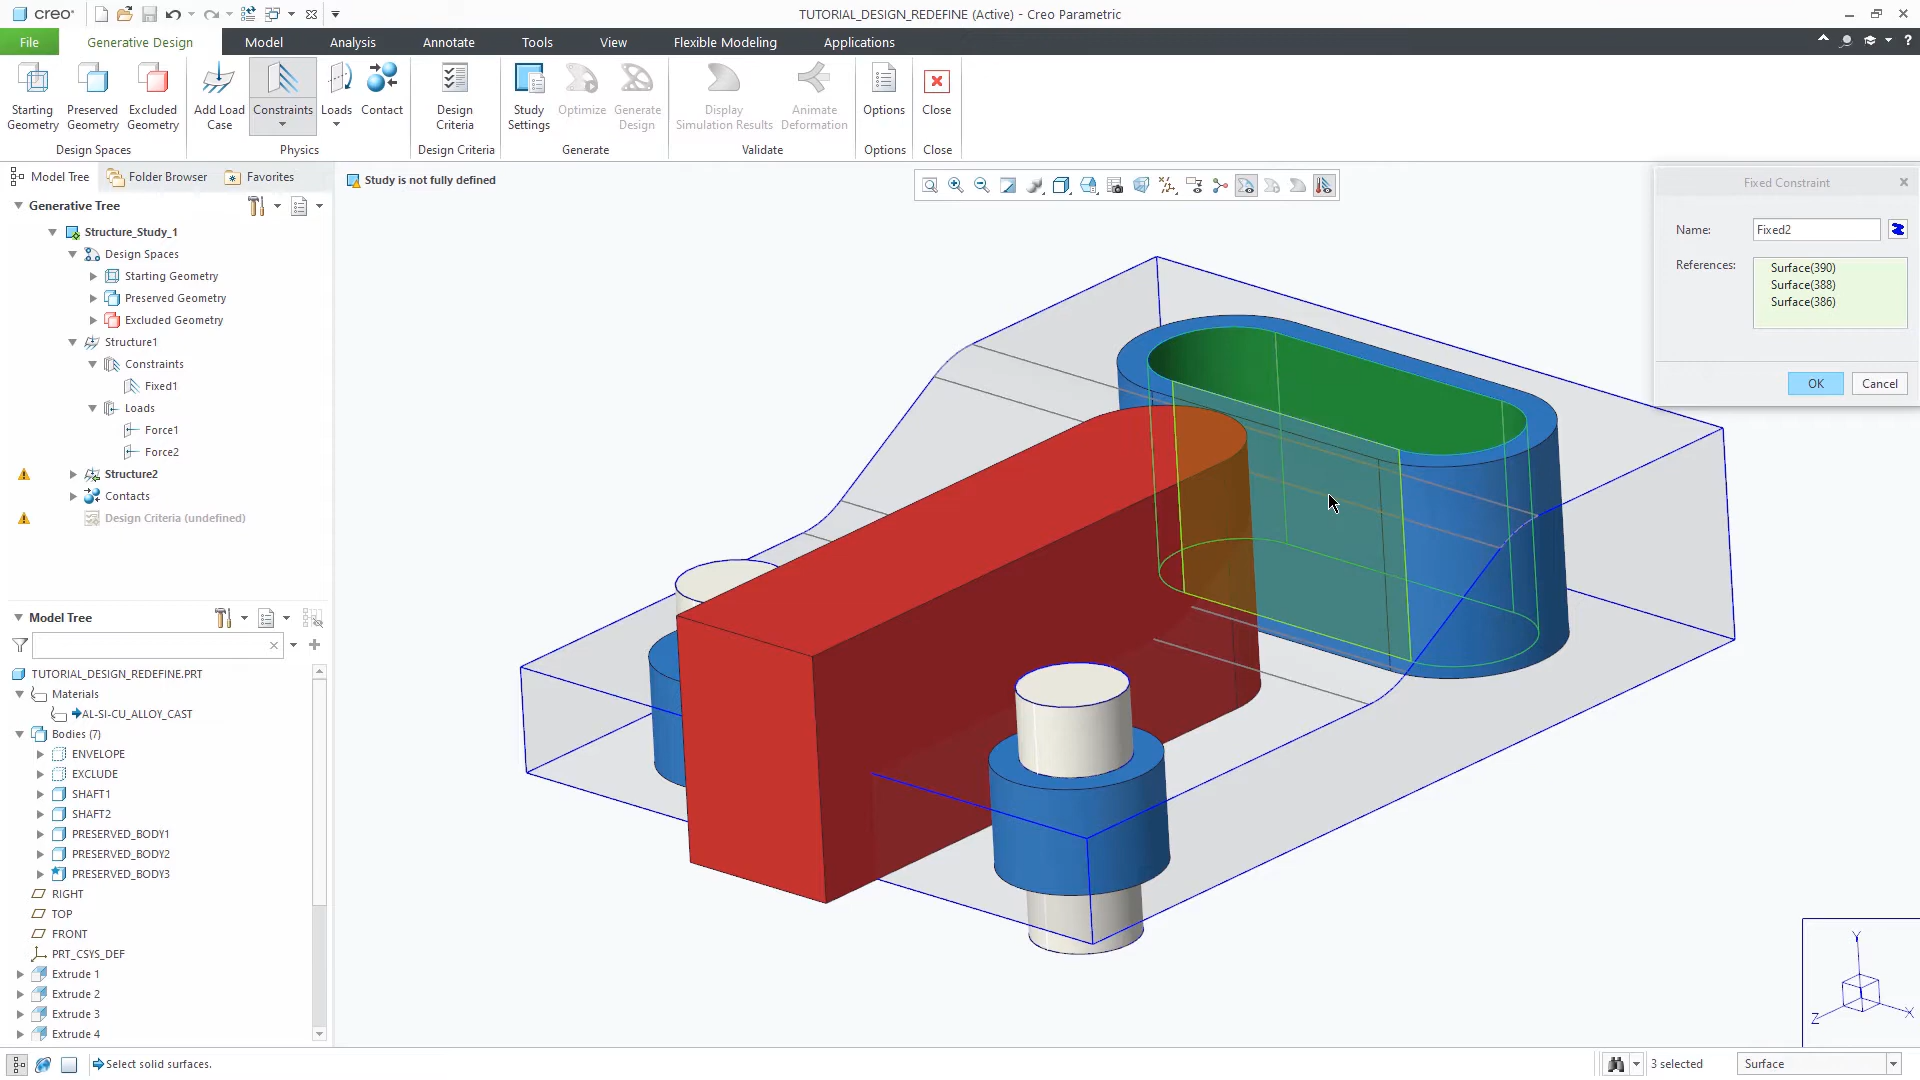 creo
TUTORIAL_DESIGN_REDEFINE (Active) - Creo Parametric
File
Generative Design
Model
Analysis
Annotate
Tools
View
Flexible Modeling
Applications
?
Starting Geometry
Preserved Geometry
Excluded Geometry
Add Load Case
Constraints
Loads
Contact
Design Criteria
Study Settings
Optimize
Generate Design
Display Simulation Results
Animate Deformation
Options
Close
Design Spaces
Physics
Design Criteria
Generate
Validate
Options
Close
Model Tree
Folder Browser
Favorites
Study is not fully defined
Generative Tree
Structure_Study_1
Design Spaces
Starting Geometry
Preserved Geometry
Excluded Geometry
Structure1
Constraints
Fixed1
Loads
Force1
Force2
Structure2
Contacts
Design Criteria (undefined)
Fixed Constraint
Name:
Fixed2
References:
Surface(390)
Surface(388)
Surface(386)
OK
Cancel
Model Tree
TUTORIAL_DESIGN_REDEFINE.PRT
Materials
AL-SI-CU_ALLOY_CAST
Bodies (7)
ENVELOPE
EXCLUDE
SHAFT1
SHAFT2
PRESERVED_BODY1
PRESERVED_BODY2
PRESERVED_BODY3
RIGHT
TOP
FRONT
PRT_CSYS_DEF
Extrude 1
Extrude 2
Extrude 3
Extrude 4
Y
Z
X
Select solid surfaces.
3 selected
Surface